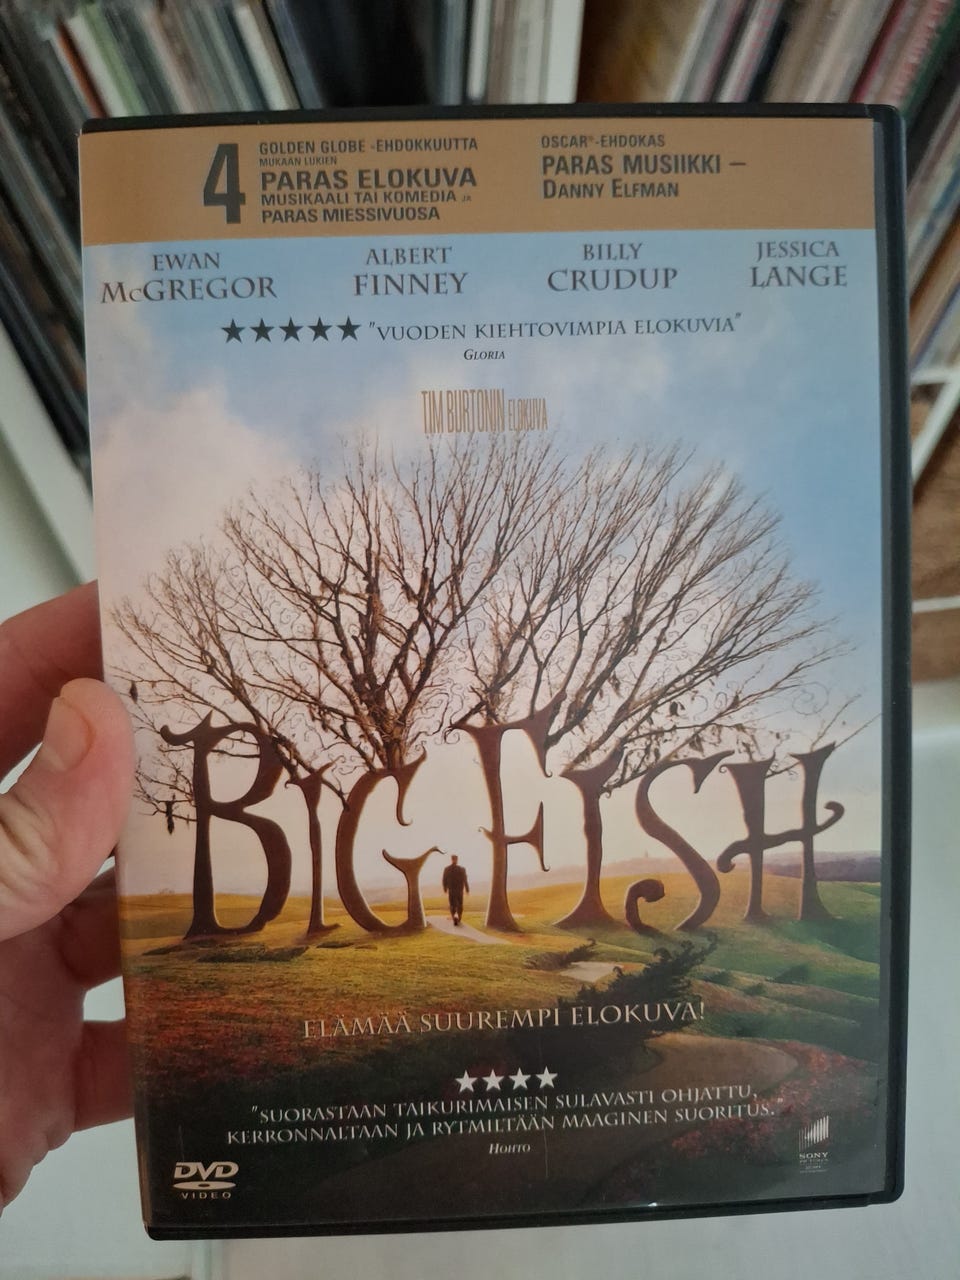 4
GOLDEN GLOBE -EHDOKKUUTTA
MUKAAN LUKIEN
PARAS ELOKUVA
MUSIKAALI TAI KOMEDIA JA
PARAS MIESSIVUOSA
OSCAR®-EHDOKAS
PARAS MUSIIKKI –
DANNY ELFMAN
EWAN McGREGOR
ALBERT FINNEY
BILLY CRUDUP
JESSICA LANGE
★★★★★ "VUODEN KIEHTOVIMPIA ELOKUVIA"
GLORIA
TIM BURTONIN ELOKUVA
BIG FISH
ELÄMÄÄ SUUREMPI ELOKUVA!
★★★★
"SUORASTAAN TAIKURIMAISEN SULAVASTI OHJATTU,
KERRONNALTAAN JA RYTMILTÄÄN MAAGINEN SUORITUS."
HOHTO
DVD
VIDEO
SONY
PICTURES